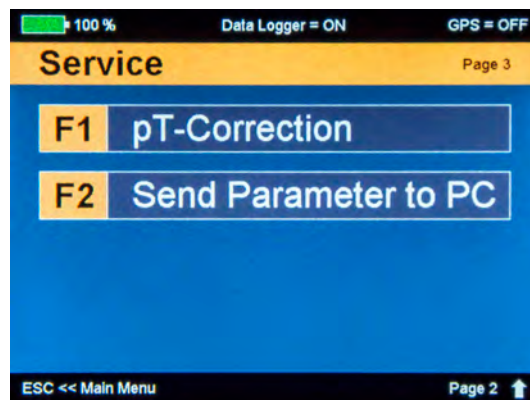 100 %
Data Logger = ON
GPS = OFF
Service
Page 3
F1 pT-Correction
F2 Send Parameter to PC
ESC << Main Menu
Page 2